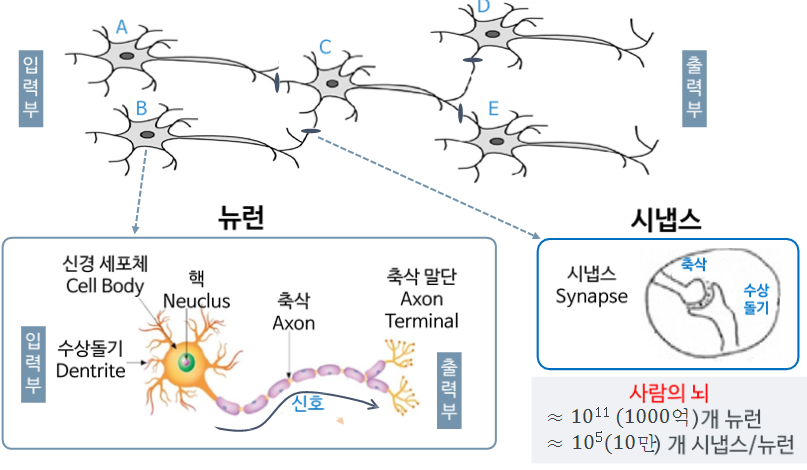 A
B
C
D
E
입력부
출력부
뉴런
시냅스
신경 세포체
Cell Body
핵
Neuclus
축삭
Axon
축삭 말단
Axon
Terminal
입력부
수상돌기
Dentrite
출력부
신호
시냅스
Synapse
축삭
수상
돌기
사람의 뇌
≈ 10¹¹ (1000억)개 뉴런
≈ 10⁵(10만) 개 시냅스/뉴런